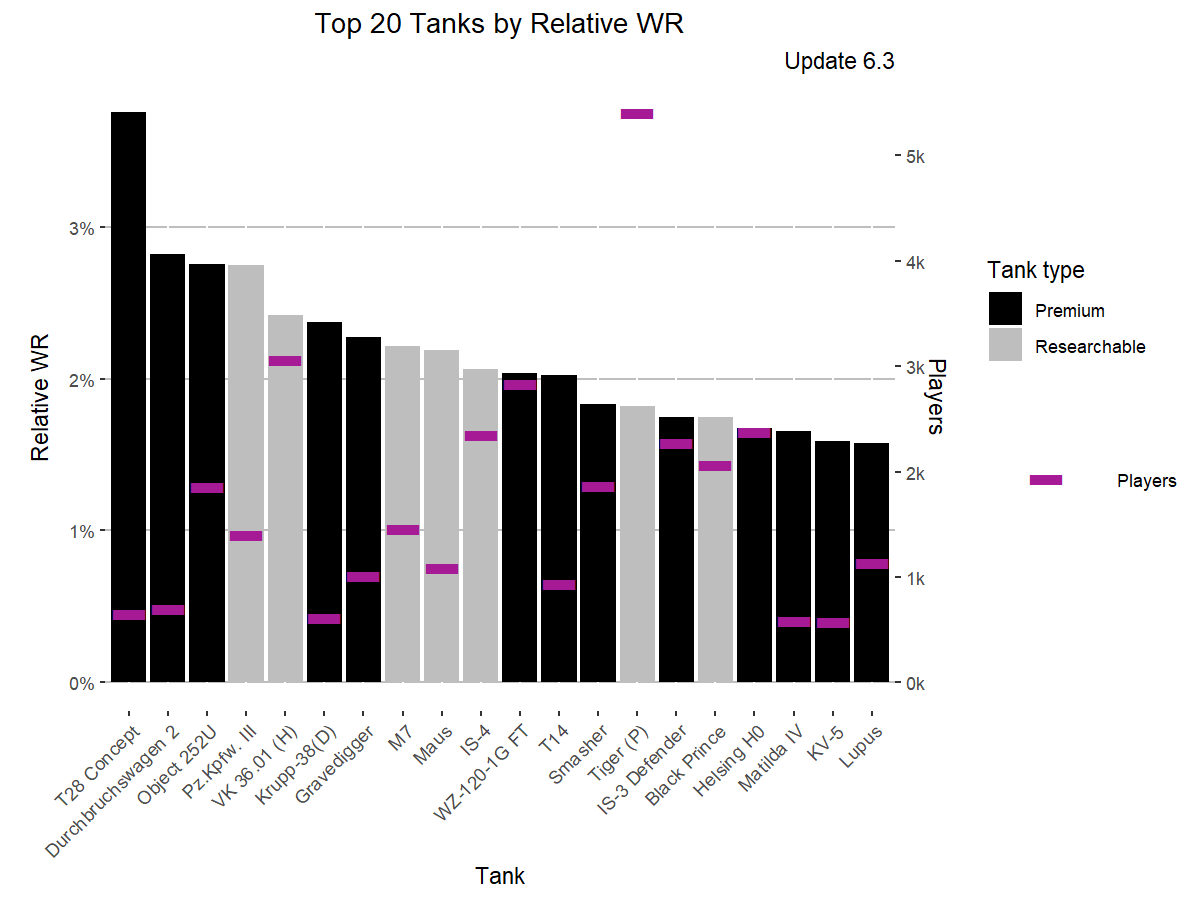 Top 20 Tanks by Relative WR
Update 6.3
Relative WR
3%
2%
1%
0%
5k
4k
3k
2k
1k
0k
Players
Tank type
Premium
Researchable
Players
T28 Concept
Durchbruchswagen 2
Object 252U
Pz.Kpfw. III
VK 36.01 (H)
Krupp-38(D)
Gravedigger
M7
Maus
IS-4
WZ-120-1G FT
T14
Smasher
Tiger (P)
IS-3 Defender
Black Prince
Helsing H0
Matilda IV
KV-5
Lupus
Tank